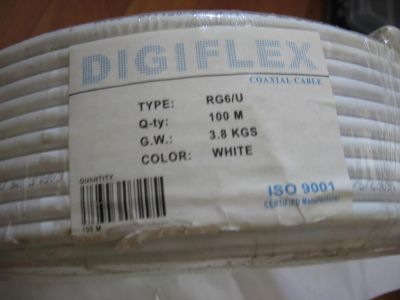 DIGIFLEX
COAXIAL CABLE
TYPE: RG6/U
Q-ty: 100 M
G.W.: 3.8 KGS
COLOR: WHITE
QUANTITY
100 M
ISO 9001
CERTIFIED Manufacturer